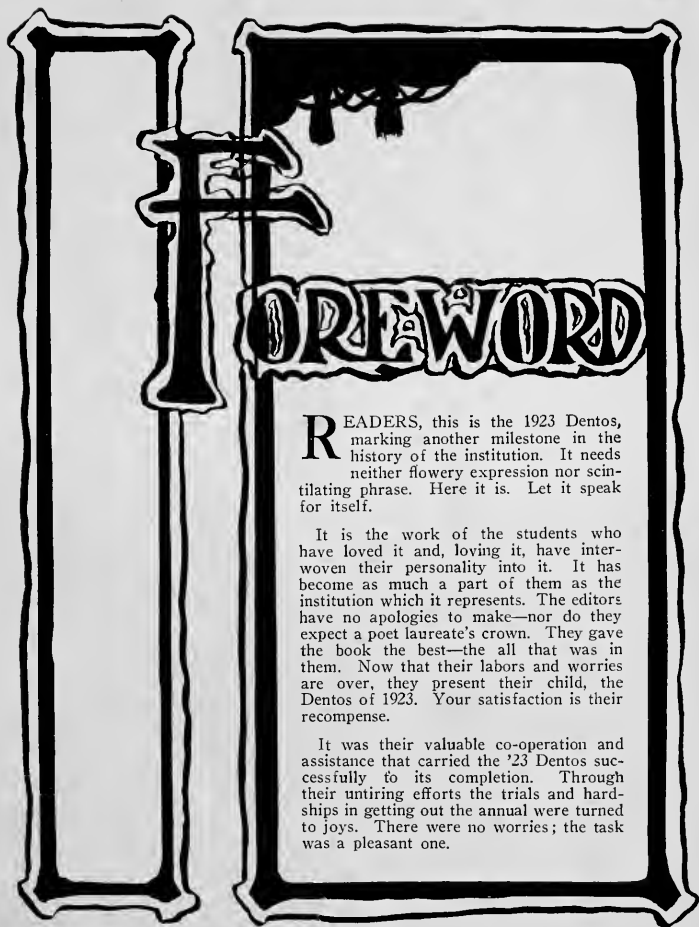 FOREWORD
READERS, this is the 1923 Dentos,
marking another milestone in the
history of the institution. It needs
neither flowery expression nor scin-
tilating phrase. Here it is. Let it speak
for itself.
It is the work of the students who
have loved it and, loving it, have inter-
woven their personality into it. It has
become as much a part of them as the
institution which it represents. The editors
have no apologies to make—nor do they
expect a poet laureate's crown. They gave
the book the best—the all that was in
them. Now that their labors and worries
are over, they present their child, the
Dentos of 1923. Your satisfaction is their
recompense.
It was their valuable co-operation and
assistance that carried the '23 Dentos suc-
cessfully to its completion. Through
their untiring efforts the trials and hard-
ships in getting out the annual were turned
to joys. There were no worries; the task
was a pleasant one.